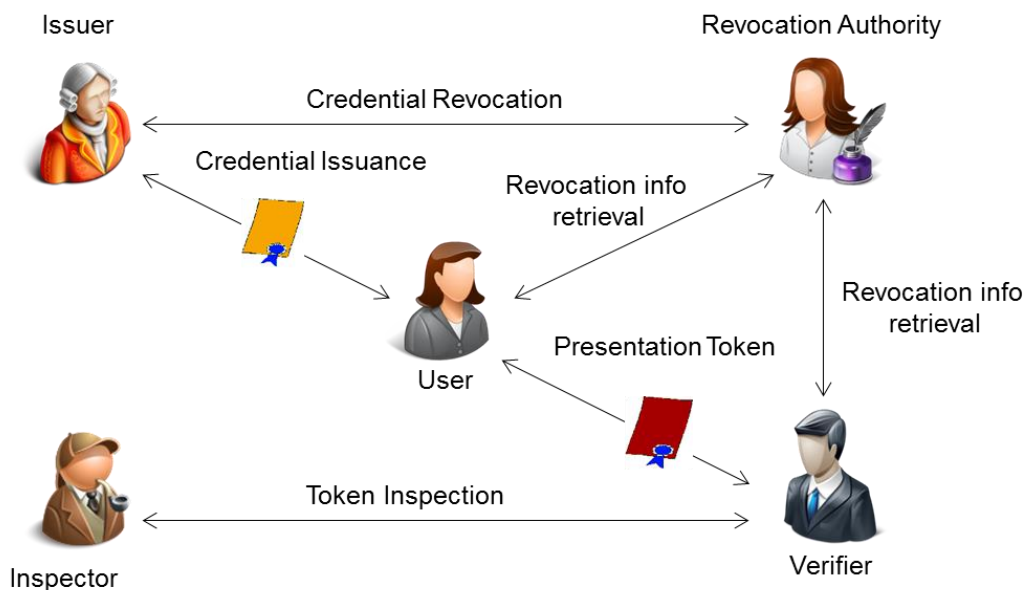 Issuer
Revocation Authority
Credential Revocation
Credential Issuance
Revocation info
retrieval
Revocation info
retrieval
Presentation Token
User
Token Inspection
Verifier
Inspector